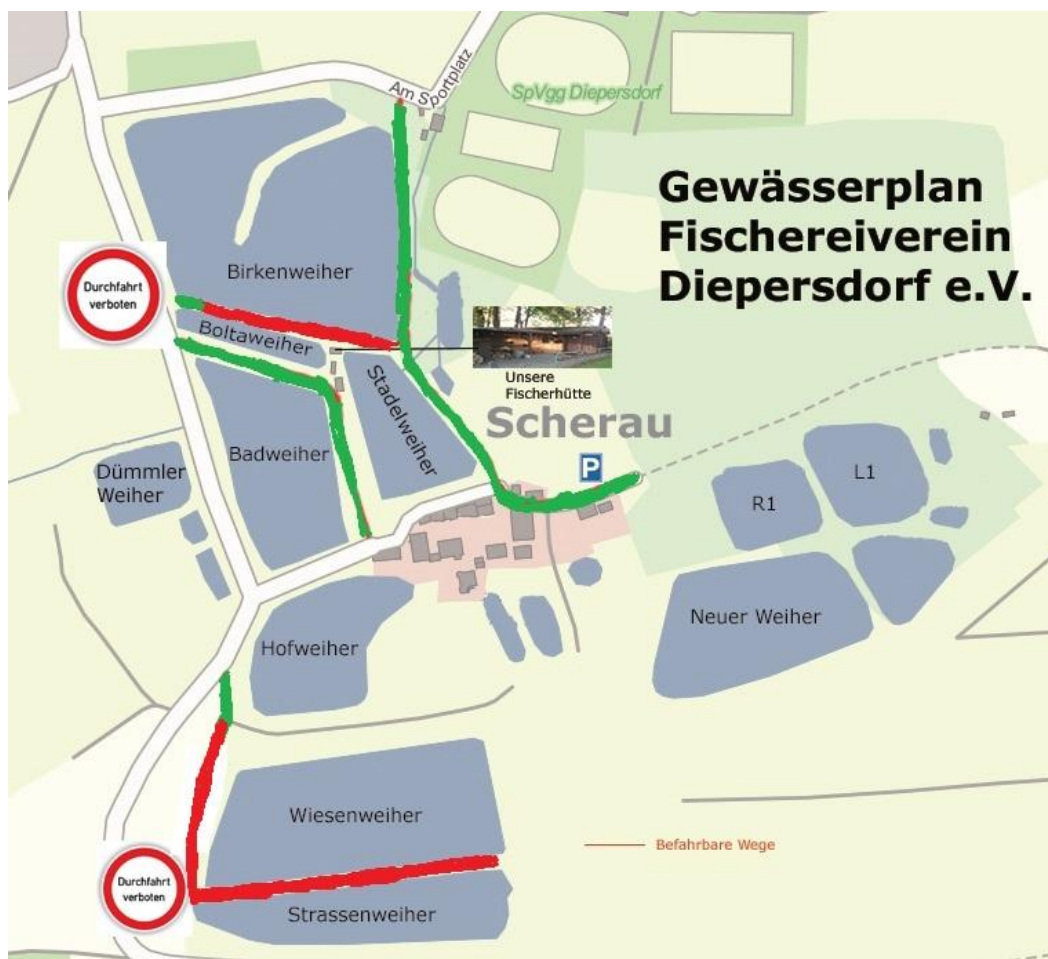 Am Sportplatz
SpVgg Diepersdorf
Gewässerplan
Fischereiverein
Diepersdorf e.V.
Birkenweiher
Durchfahrt
verboten
Boltaweiher
Unsere
Fischerhütte
Stadelweiher
Scherau
Badweiher
Dümmler
Weiher
P
L1
R1
Neuer Weiher
Hofweiher
Wiesenweiher
Befahrbare Wege
Durchfahrt
verboten
Strassenweiher